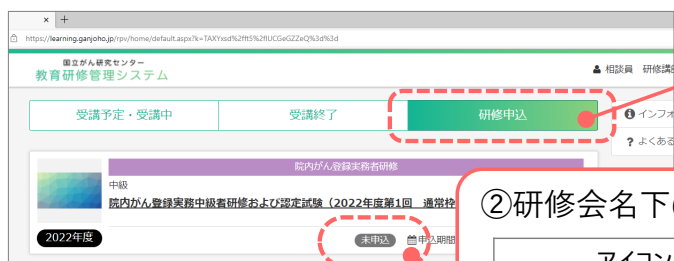 https://learning.ganjoho.jp/rpv/home/default.aspx?k=TAXYxsd%2fft5%2flUCGeGZZeQ%3d%3d
国立がん研究センター
教育研修管理システム
相談員 研修講師
受講予定・受講中
受講終了
研修申込
インフォ
よくある
院内がん登録実務者研修
中級
院内がん登録実務中級者研修および認定試験（2022年度第1回 通常枠
2022年度
未申込
申込期間
②研修会名下
アイコン